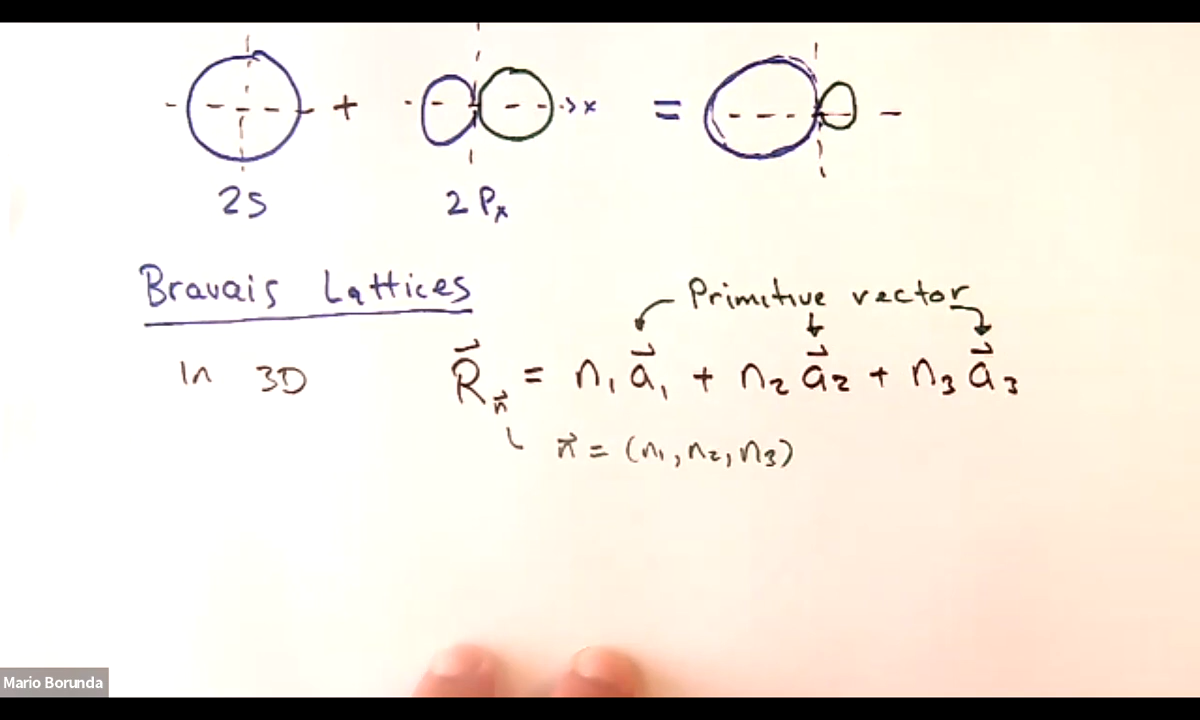 + → x =
2S 2Px
Bravais Lattices
Primitive vector
In 3D R⃗n⃗ = n₁a⃗₁ + n₂a⃗₂ + n₃a⃗₃
n⃗ = (n₁, n₂, n₃)
Mario Borunda